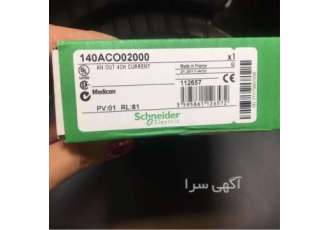 140ACO02000
x1
AN OUT 4CH CURRENT
Made in France
112657
Modicon
PV:01 RL:81
Schneider
Electric
آگهی سرا